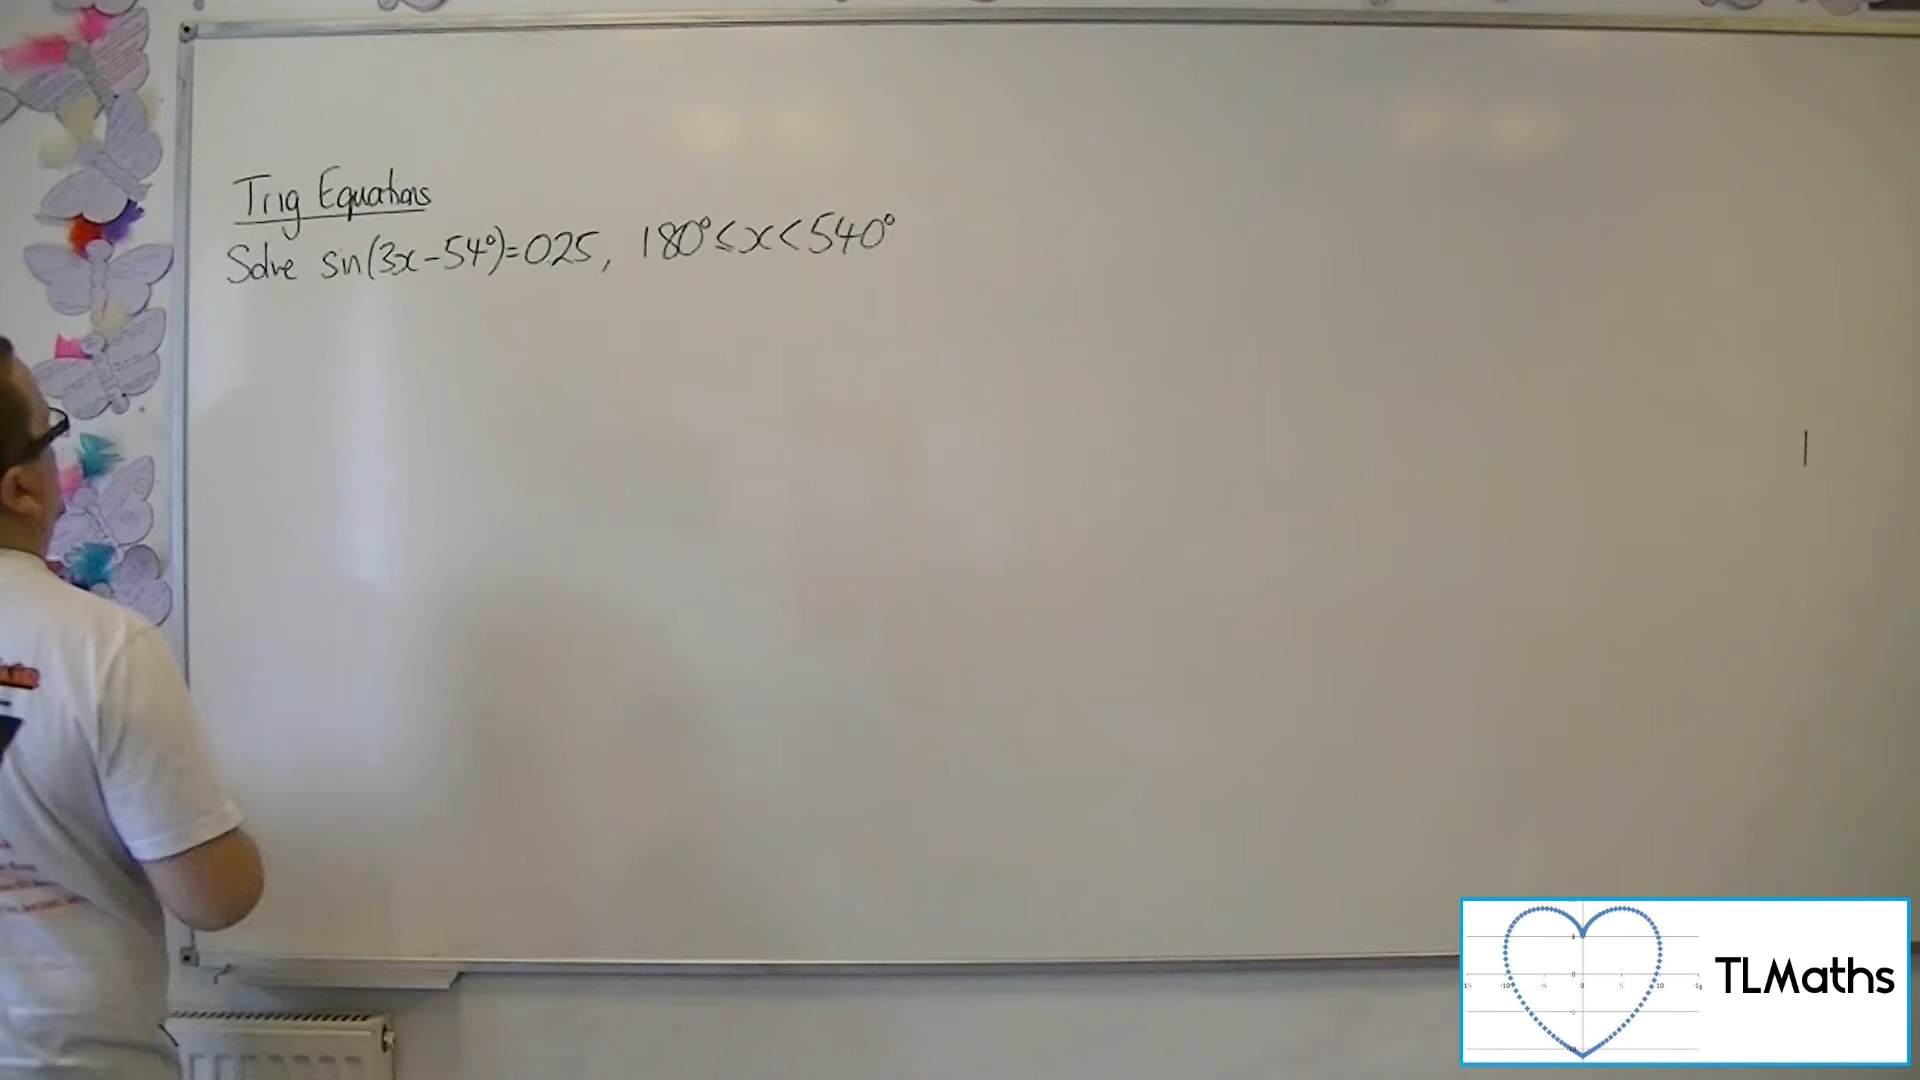 Trig Equations
Solve sin(3x-54°)=0.25, 180°≤x<540°
TLMaths